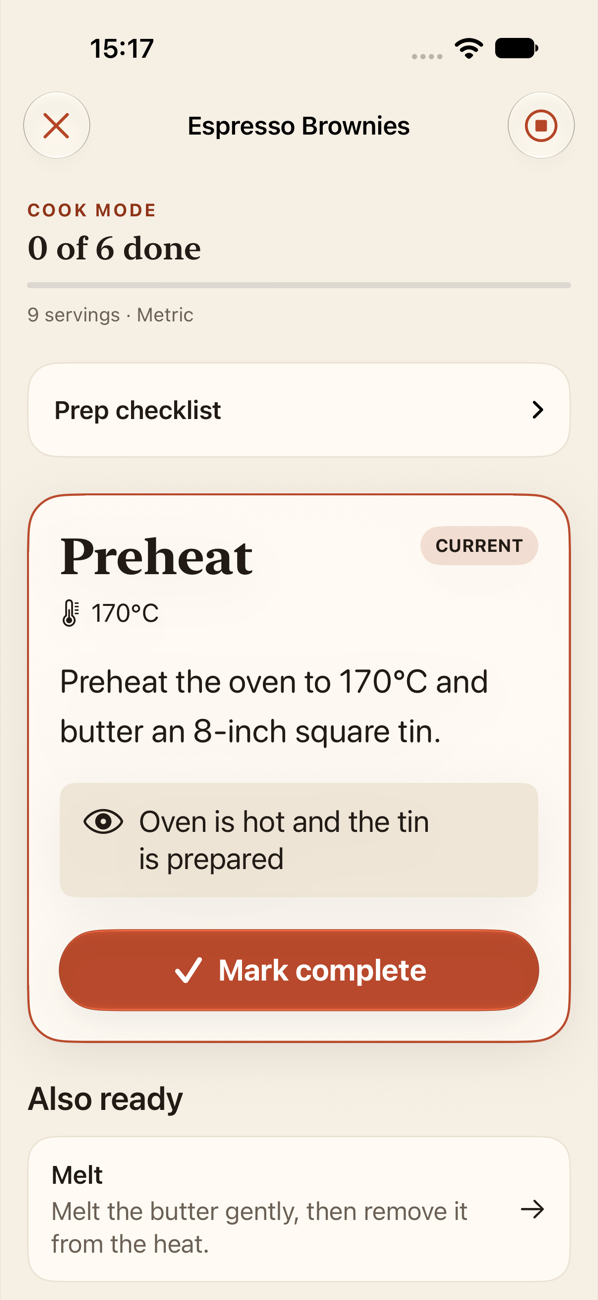 15:17
Espresso Brownies
COOK MODE
0 of 6 done
9 servings · Metric
Prep checklist
Preheat
CURRENT
170°C
Preheat the oven to 170°C and
butter an 8-inch square tin.
Oven is hot and the tin
is prepared
Mark complete
Also ready
Melt
Melt the butter gently, then remove it
from the heat.